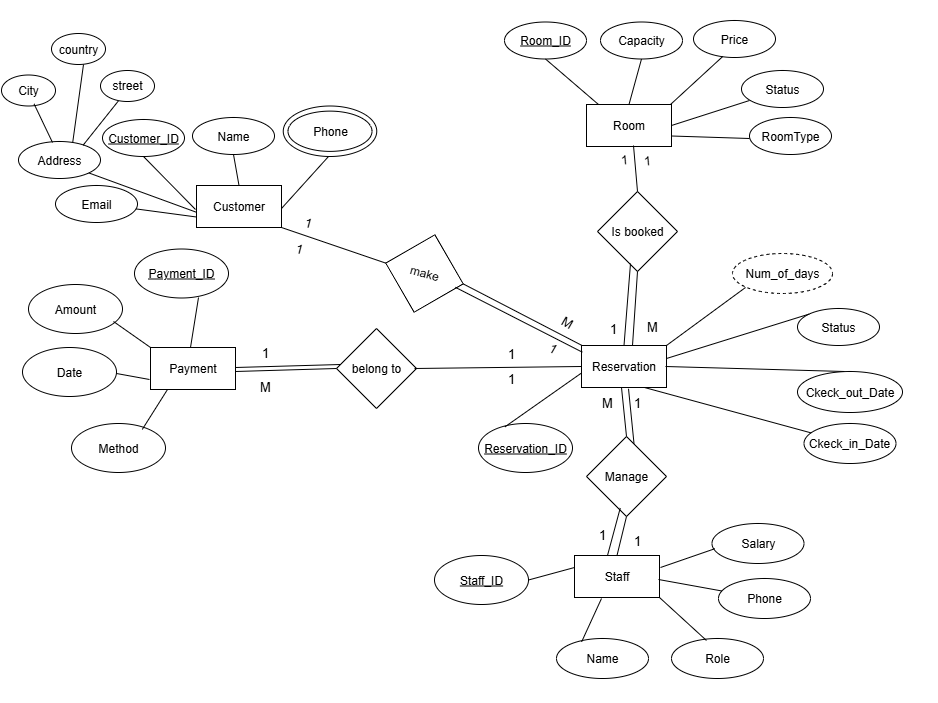 Room_ID
Capacity
Price
country
City
street
Status
Customer_ID
Name
Phone
Room
RoomType
Address
1 1
Email
Customer
1
1
Is booked
make
Payment_ID
Num_of_days
Amount
M
1
1 M
Status
1
1
Payment
belong to
Reservation
Date
M
1
Ckeck_out_Date
M 1
Method
Reservation_ID
Ckeck_in_Date
Manage
1 1
Salary
Staff_ID
Staff
Phone
Name
Role